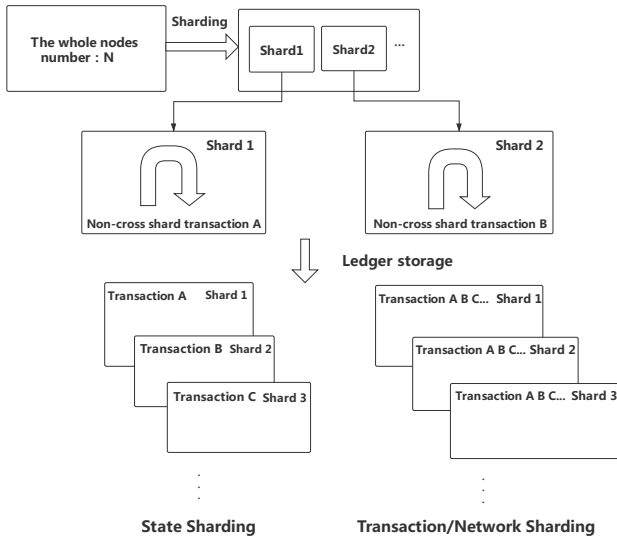 The whole nodes
number：N
Sharding
Shard1
Shard2
...
Shard 1
Non-cross shard transaction A
Shard 2
Non-cross shard transaction B
Ledger storage
Transaction A Shard 1
Transaction B Shard 2
Transaction C Shard 3
Transaction A B C... Shard 1
Transaction A B C... Shard 2
Transaction A B C... Shard 3
State Sharding
Transaction/Network Sharding